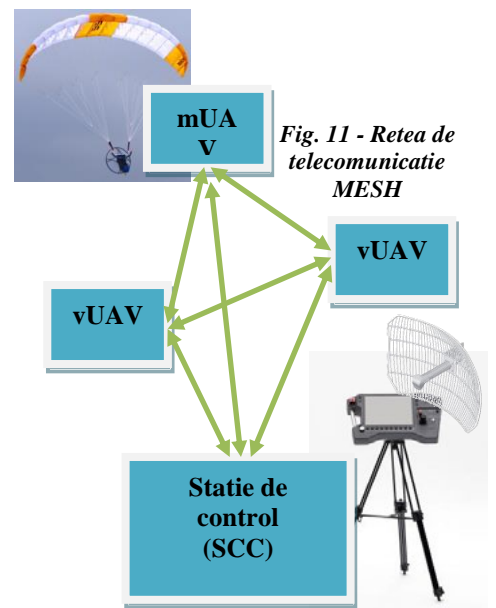 mUA
V
Fig. 11 - Retea de
telecomunicatie
MESH
vUAV
vUAV
Statie de
control
(SCC)